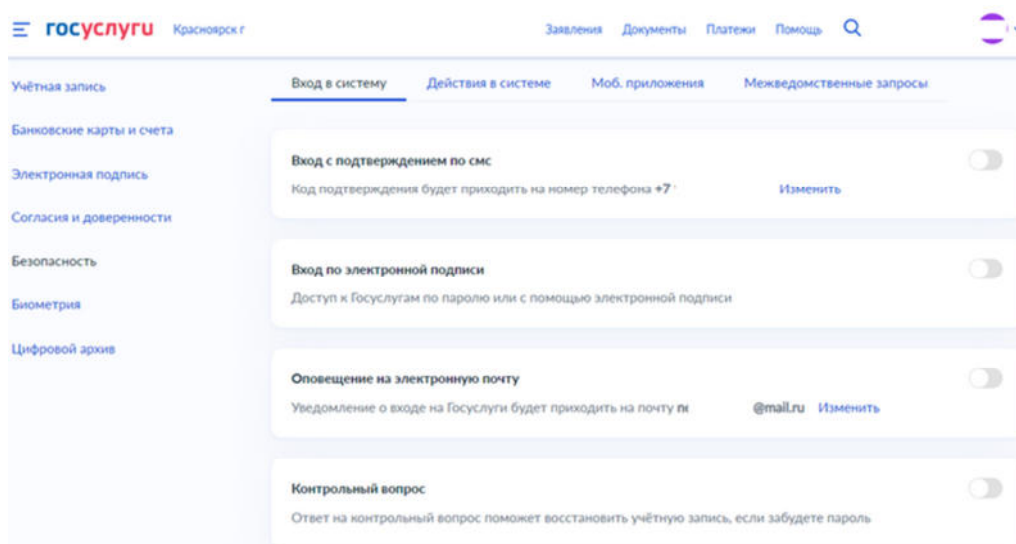 госуслуги Красноярск г Заявления Документы Платежи Помощь
Вход в систему Действия в системе Моб. приложения Межведомственные запросы
Учётная запись
Банковские карты и счета
Электронная подпись
Согласия и доверенности
Безопасность
Биометрия
Цифровой архив
Вход с подтверждением по смс
Код подтверждения будет приходить на номер телефона +7 Изменить
Вход по электронной подписи
Доступ к Госуслугам по паролю или с помощью электронной подписи
Оповещение на электронную почту
Уведомление о входе на Госуслуги будет приходить на почту @mail.ru Изменить
Контрольный вопрос
Ответ на контрольный вопрос поможет восстановить учётную запись, если забудете пароль